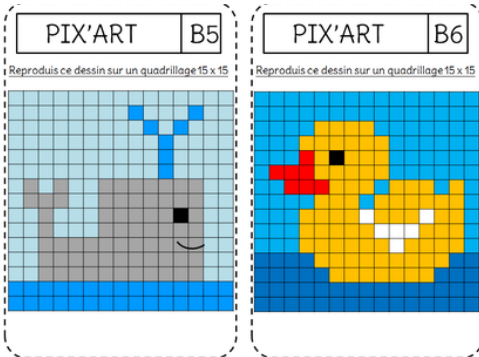 PIX'ART B5
Reproduis ce dessin sur un quadrillage 15 x 15
PIX'ART B6
Reproduis ce dessin sur un quadrillage 15 x 15